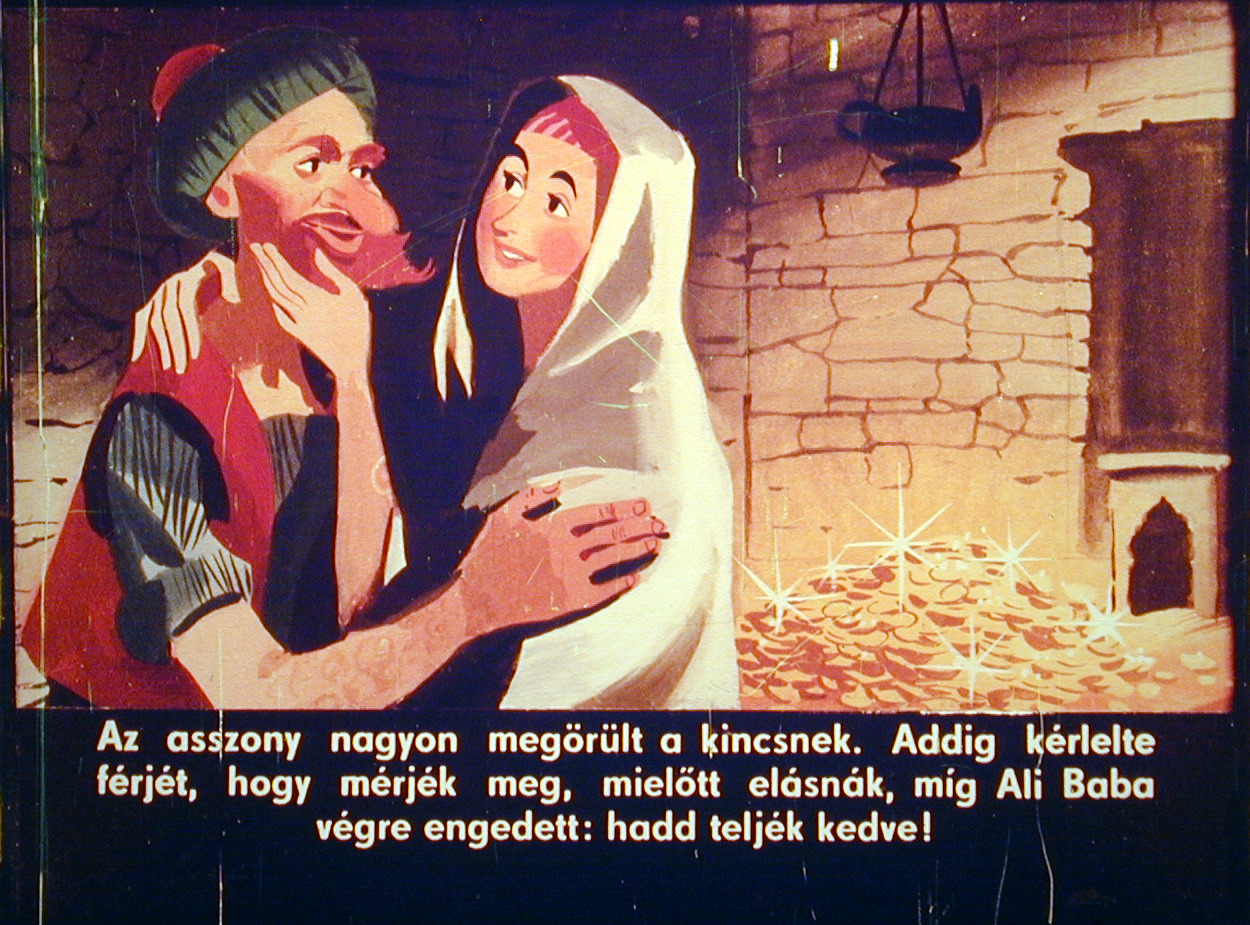 Az asszony nagyon megörült a kincsnek. Addig kérlelte
férjét, hogy mérjék meg, mielőtt elásnák, míg Ali Baba
végre engedett: hadd teljék kedve!